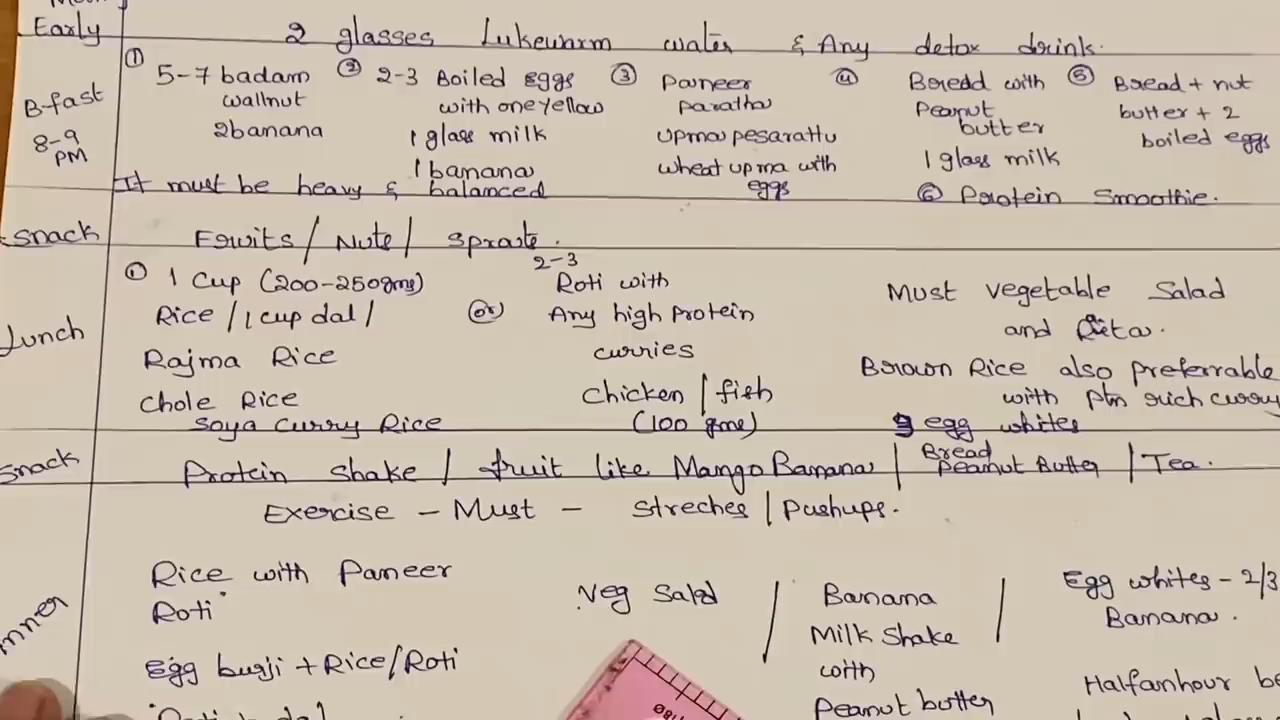 Early
2 glasses Lukewarm water & Any detox drink.
B-fast
8-9
PM
① 5-7 badam
wallnut
2banana
② 2-3 Boiled eggs
with one yellow
1 glass milk
1 banana
③ Paneer
paratha
upma pesarattu
wheat upma with
eggs
④ Bredd with
Peanut
butter
1 glass milk
⑤ Bread + nut
butter + 2
boiled eggs
It must be heavy & balanced
⑥ Protein Smoothie.
Snack
Fruits / Nuts /
Lunch
① 1 Cup (200-250gms)
Rice / 1 cup dal /
Rajma Rice
Chole Rice
Soya Curry Rice
(or)
2-3
Roti with
Any high protein
curries
Chicken / fish
(100 gms)
Must vegetable Salad
and
Brown Rice also preferrable
with ptn rich curry
egg whites
Snack
Protein shake / fruit like Mango Banana / Bread Peanut Butter / Tea.
Exercise - Must - streches / Pushups.
nner
Rice with Paneer
Roti
Egg burji + Rice/Roti
Veg Salad /
Banana
Milk Shake
with
Peanut butter
/ Egg whites - 2/3
Banana.
Halfanhour be